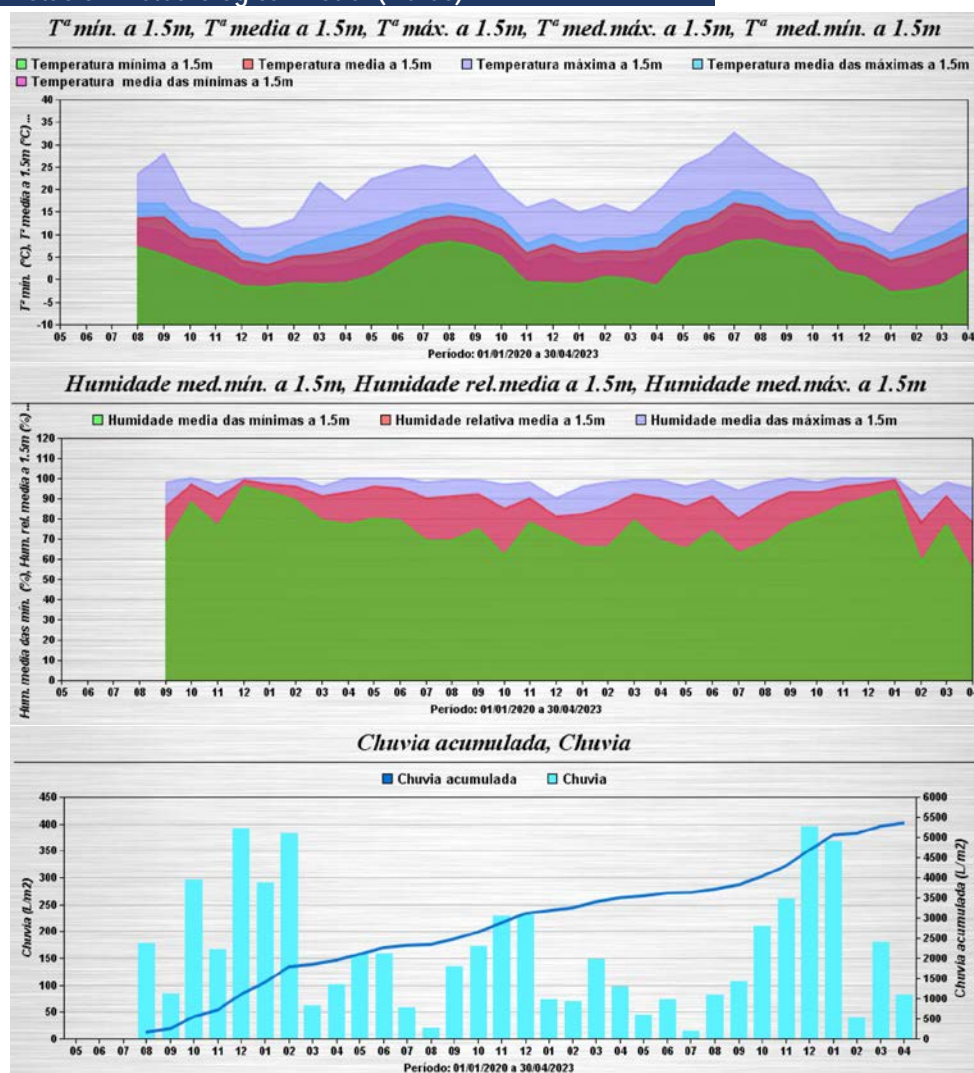 Tª mín. a 1.5m, Tª media a 1.5m, Tª máx. a 1.5m, Tª med.máx. a 1.5m, Tª med.mín. a 1.5m
Temperatura mínima a 1.5m Temperatura media a 1.5m Temperatura máxima a 1.5m Temperatura media das máximas a 1.5m
Temperatura media das mínimas a 1.5m
Tª mín. (ºC), Tª media a 1.5m (ºC) ...
40
35
30
25
20
15
10
5
0
-5
-10
05 06 07 08 09 10 11 12 01 02 03 04 05 06 07 08 09 10 11 12 01 02 03 04 05 06 07 08 09 10 11 12 01 02 03 04
Período: 01/01/2020 a 30/04/2023
Humidade med.mín. a 1.5m, Humidade rel.media a 1.5m, Humidade med.máx. a 1.5m
Humidade media das mínimas a 1.5m Humidade relativa media a 1.5m Humidade media das máximas a 1.5m
Hum. media das mín. (%), Hum. rel. media a 1.5m (%) ...
120
110
100
90
80
70
60
50
40
30
20
10
0
05 06 07 08 09 10 11 12 01 02 03 04 05 06 07 08 09 10 11 12 01 02 03 04 05 06 07 08 09 10 11 12 01 02 03 04
Período: 01/01/2020 a 30/04/2023
Chuvia acumulada, Chuvia
Chuvia acumulada Chuvia
Chuvia (L/m2)
450
400
350
300
250
200
150
100
50
0
6000
5500
5000
4500
4000
3500
3000
2500
2000
1500
1000
500
0
Chuvia acumulada (L/m2)
05 06 07 08 09 10 11 12 01 02 03 04 05 06 07 08 09 10 11 12 01 02 03 04 05 06 07 08 09 10 11 12 01 02 03 04
Período: 01/01/2020 a 30/04/2023